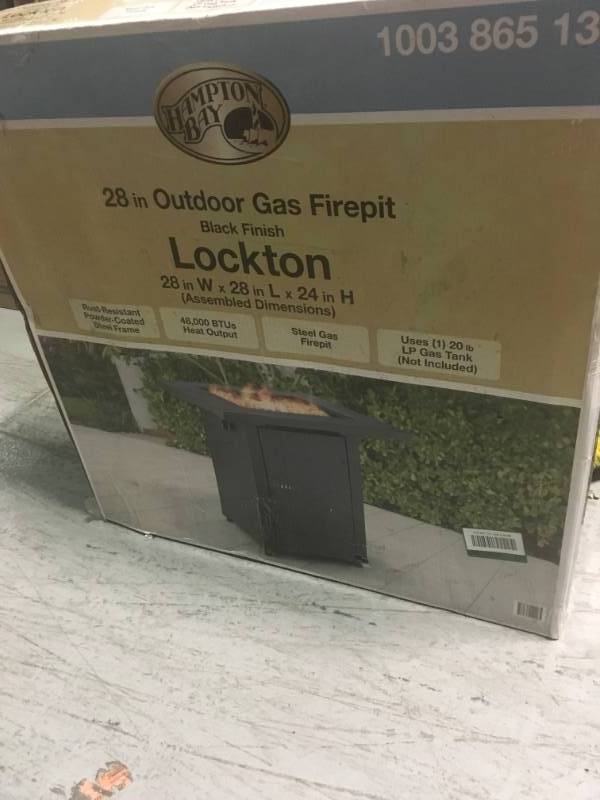 1003 865 13
HAMPTON
BAY
28 in Outdoor Gas Firepit
Black Finish
Lockton
28 in W x 28 in L x 24 in H
(Assembled Dimensions)
Rust-Resistant
Powder-Coated
Steel Frame
48,000 BTUs
Heat Output
Steel Gas
Firepit
Uses (1) 20 lb
LP Gas Tank
(Not Included)